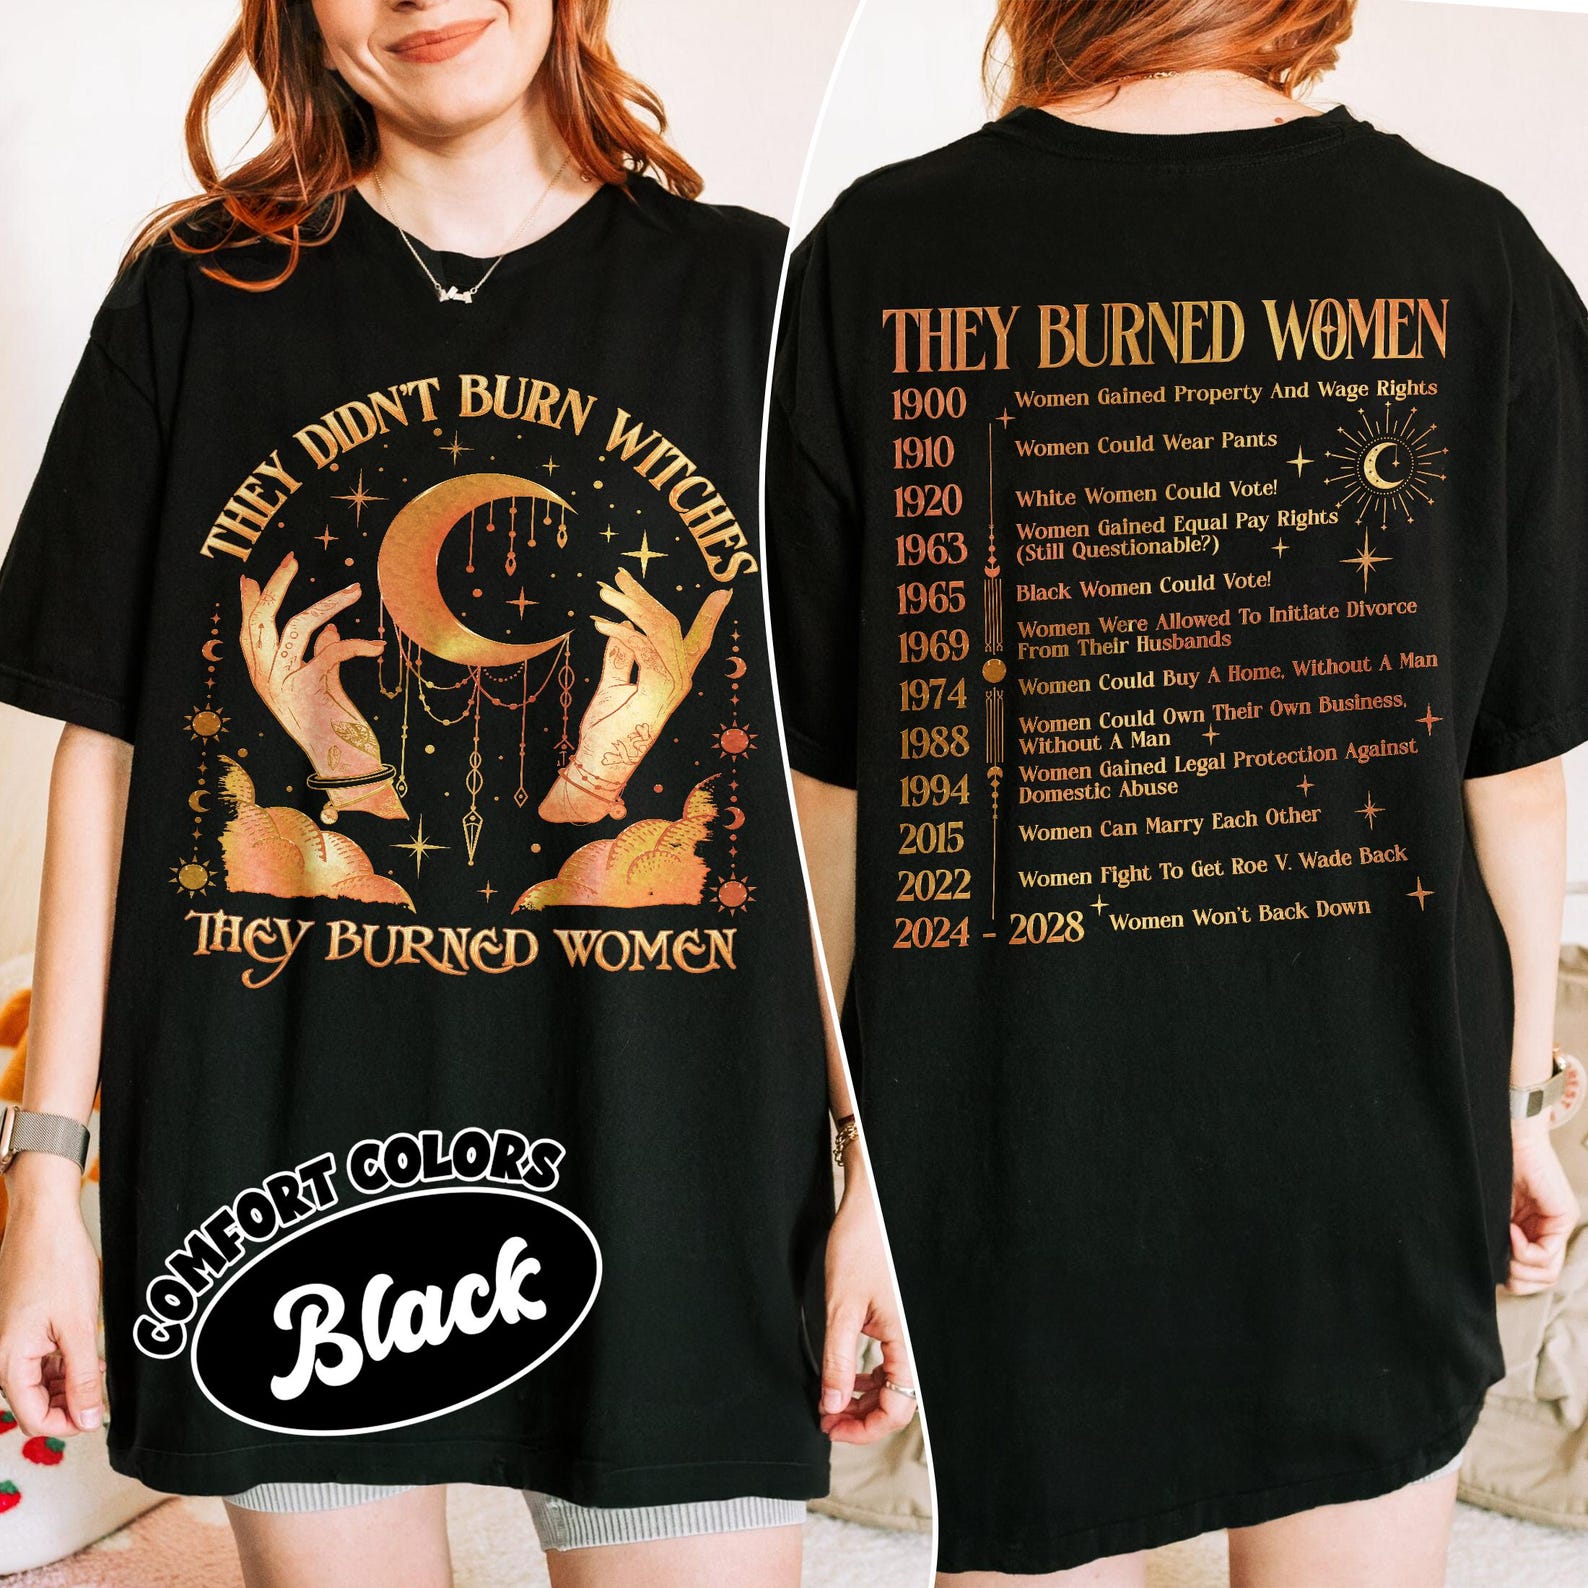 THEY DIDN'T BURN WITCHES
THEY BURNED WOMEN
COMFORT COLORS
Black
THEY BURNED WOMEN
1900 Women Gained Property And Wage Rights
1910 Women Could Wear Pants
1920 White Women Could Vote!
1963 Women Gained Equal Pay Rights
(Still Questionable?)
1965 Black Women Could Vote!
1969 Women Were Allowed To Initiate Divorce
From Their Husbands
1974 Women Could Buy A Home, Without A Man
1988 Women Could Own Their Own Business,
Without A Man
1994 Women Gained Legal Protection Against
Domestic Abuse
2015 Women Can Marry Each Other
2022 Women Fight To Get Roe V. Wade Back
2024 - 2028 Women Won't Back Down